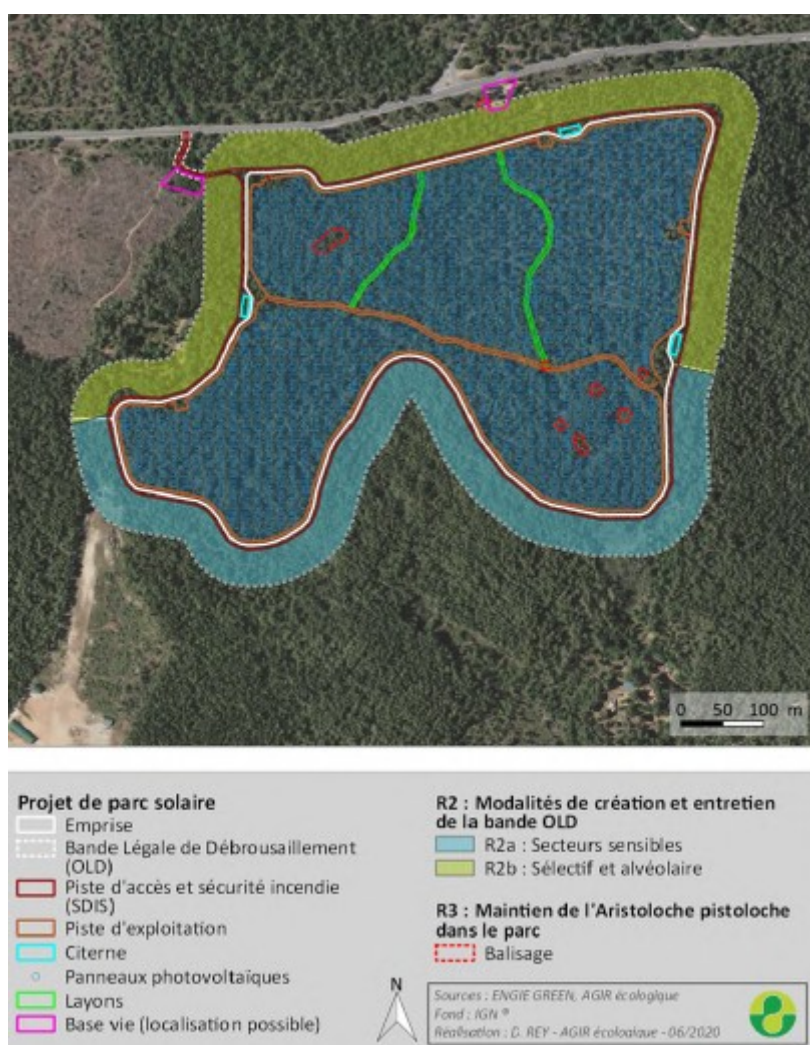 0 50 100 m
Projet de parc solaire
Emprise
Bande Légale de Débrousaillement
(OLD)
Piste d'accès et sécurité incendie
(SDIS)
Piste d'exploitation
Citerne
Panneaux photovoltaïques
Layons
Base vie (localisation possible)
R2 : Modalités de création et entretien
de la bande OLD
R2a : Secteurs sensibles
R2b : Sélectif et alvéolaire
R3 : Maintien de l'Aristoloche pistoloche
dans le parc
Balisage
N
Sources : ENGIE GREEN, AGIR écologique
Fond : IGN ®
Réalisation : D. REY - AGIR écologique - 06/2020